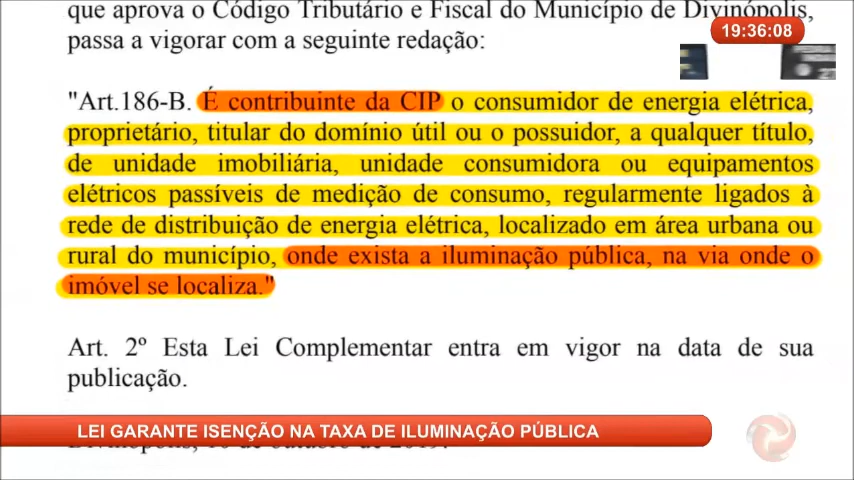 que aprova o Código Tributário e Fiscal do Município de Divinópolis,
19:36:08
passa a vigorar com a seguinte redação:
"Art.186-B. É contribuinte da CIP o consumidor de energia elétrica,
proprietário, titular do domínio útil ou o possuidor, a qualquer título,
de unidade imobiliária, unidade consumidora ou equipamentos
elétricos passíveis de medição de consumo, regularmente ligados à
rede de distribuição de energia elétrica, localizado em área urbana ou
rural do município, onde exista a iluminação pública, na via onde o
imóvel se localiza."
Art. 2º Esta Lei Complementar entra em vigor na data de sua
publicação.
LEI GARANTE ISENÇÃO NA TAXA DE ILUMINAÇÃO PÚBLICA